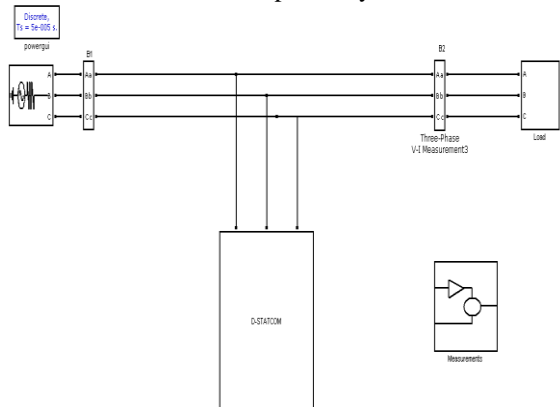 Discrete,
Ts = 5e-005 s.
powergui
B1
B2
A
B
C
Aa
Bb
Cc
Aa
Bb
Cc
A
B
C
Three-Phase
V-I Measurement3
Load
D-STATCOM
Measurements